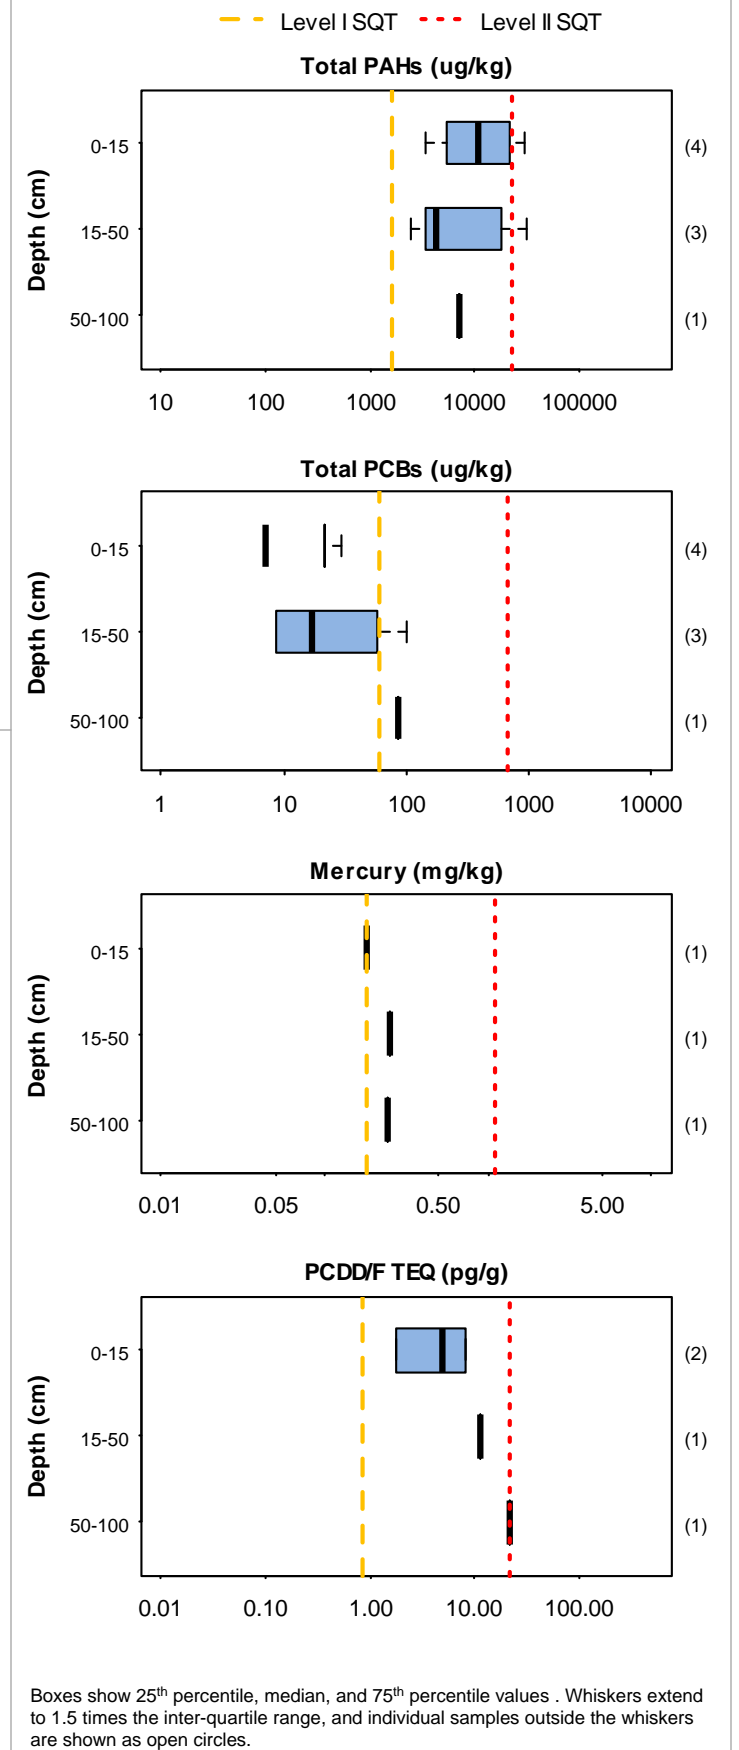 Level I SQT Level II SQT
Total PAHs (ug/kg)
Depth (cm)
0-15 (4)
15-50 (3)
50-100 (1)
10 100 1000 10000 100000
Total PCBs (ug/kg)
Depth (cm)
0-15 (4)
15-50 (3)
50-100 (1)
1 10 100 1000 10000
Mercury (mg/kg)
Depth (cm)
0-15 (1)
15-50 (1)
50-100 (1)
0.01 0.05 0.50 5.00
PCDD/F TEQ (pg/g)
Depth (cm)
0-15 (2)
15-50 (1)
50-100 (1)
0.01 0.10 1.00 10.00 100.00
Boxes show 25th percentile, median, and 75th percentile values . Whiskers extend
to 1.5 times the inter-quartile range, and individual samples outside the whiskers
are shown as open circles.